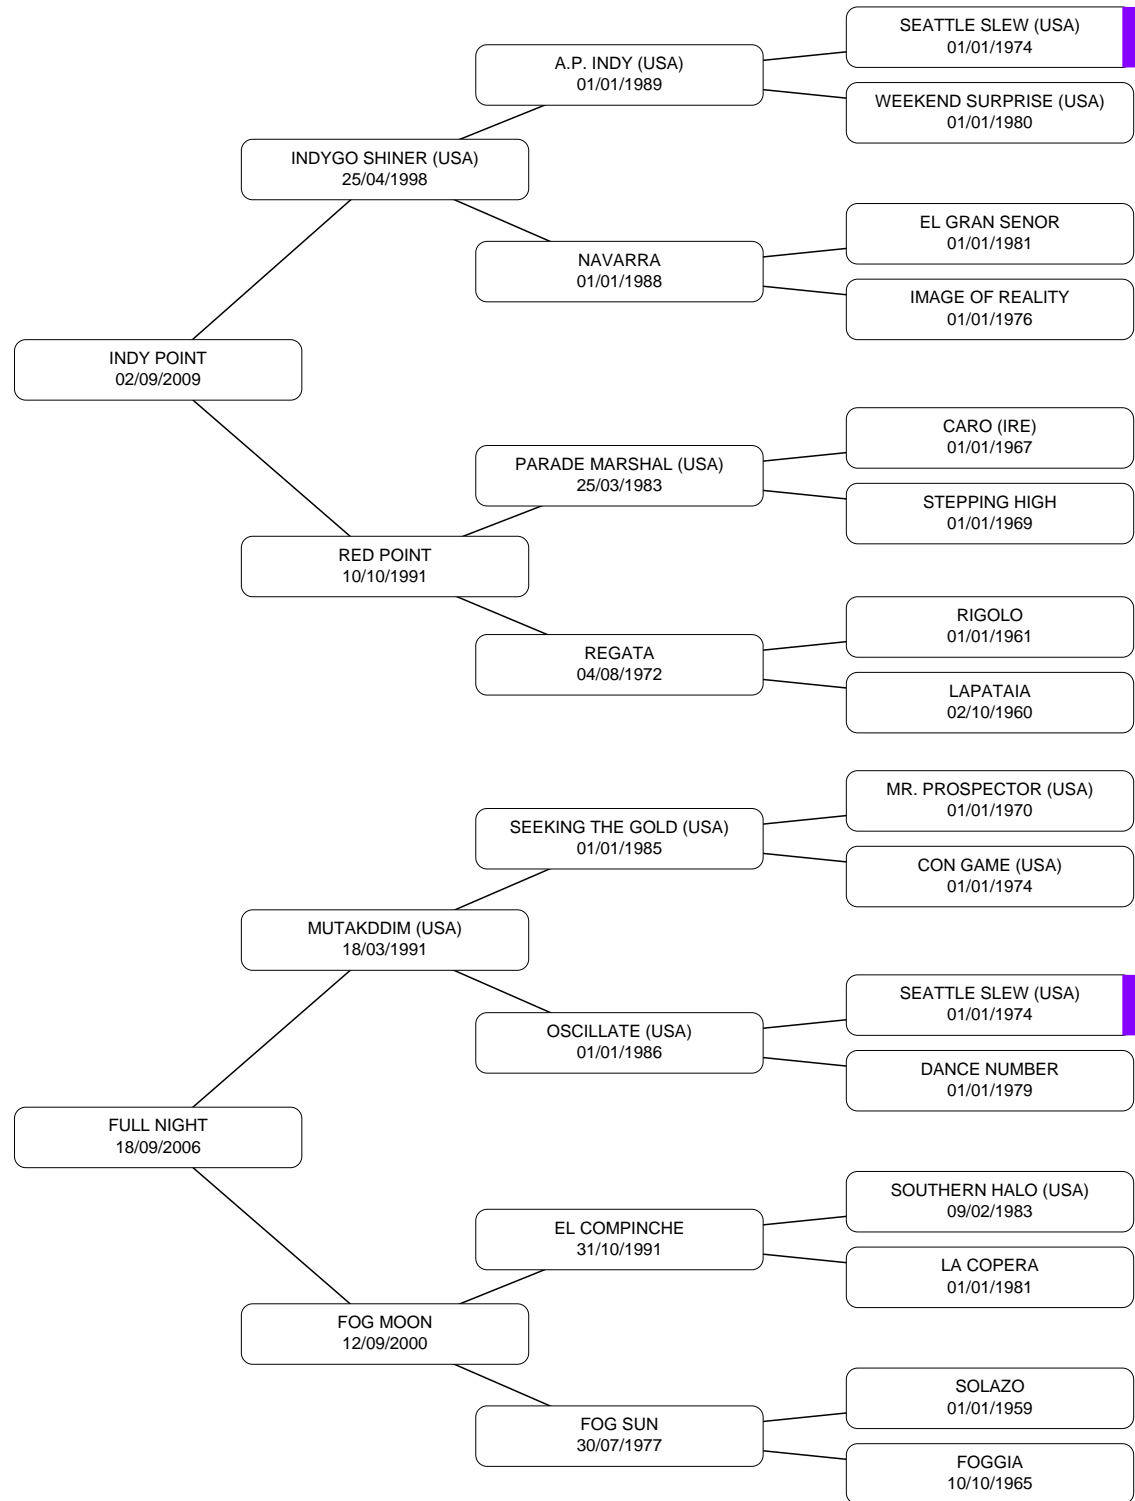 SEATTLE SLEW (USA)
01/01/1974
A.P. INDY (USA)
01/01/1989
WEEKEND SURPRISE (USA)
01/01/1980
INDYGO SHINER (USA)
25/04/1998
EL GRAN SENOR
01/01/1981
NAVARRA
01/01/1988
IMAGE OF REALITY
01/01/1976
INDY POINT
02/09/2009
CARO (IRE)
01/01/1967
PARADE MARSHAL (USA)
25/03/1983
STEPPING HIGH
01/01/1969
RED POINT
10/10/1991
RIGOLO
01/01/1961
REGATA
04/08/1972
LAPATAIA
02/10/1960
MR. PROSPECTOR (USA)
01/01/1970
SEEKING THE GOLD (USA)
01/01/1985
CON GAME (USA)
01/01/1974
MUTAKDDIM (USA)
18/03/1991
SEATTLE SLEW (USA)
01/01/1974
OSCILLATE (USA)
01/01/1986
DANCE NUMBER
01/01/1979
FULL NIGHT
18/09/2006
SOUTHERN HALO (USA)
09/02/1983
EL COMPINCHE
31/10/1991
LA COPERA
01/01/1981
FOG MOON
12/09/2000
SOLAZO
01/01/1959
FOG SUN
30/07/1977
FOGGIA
10/10/1965